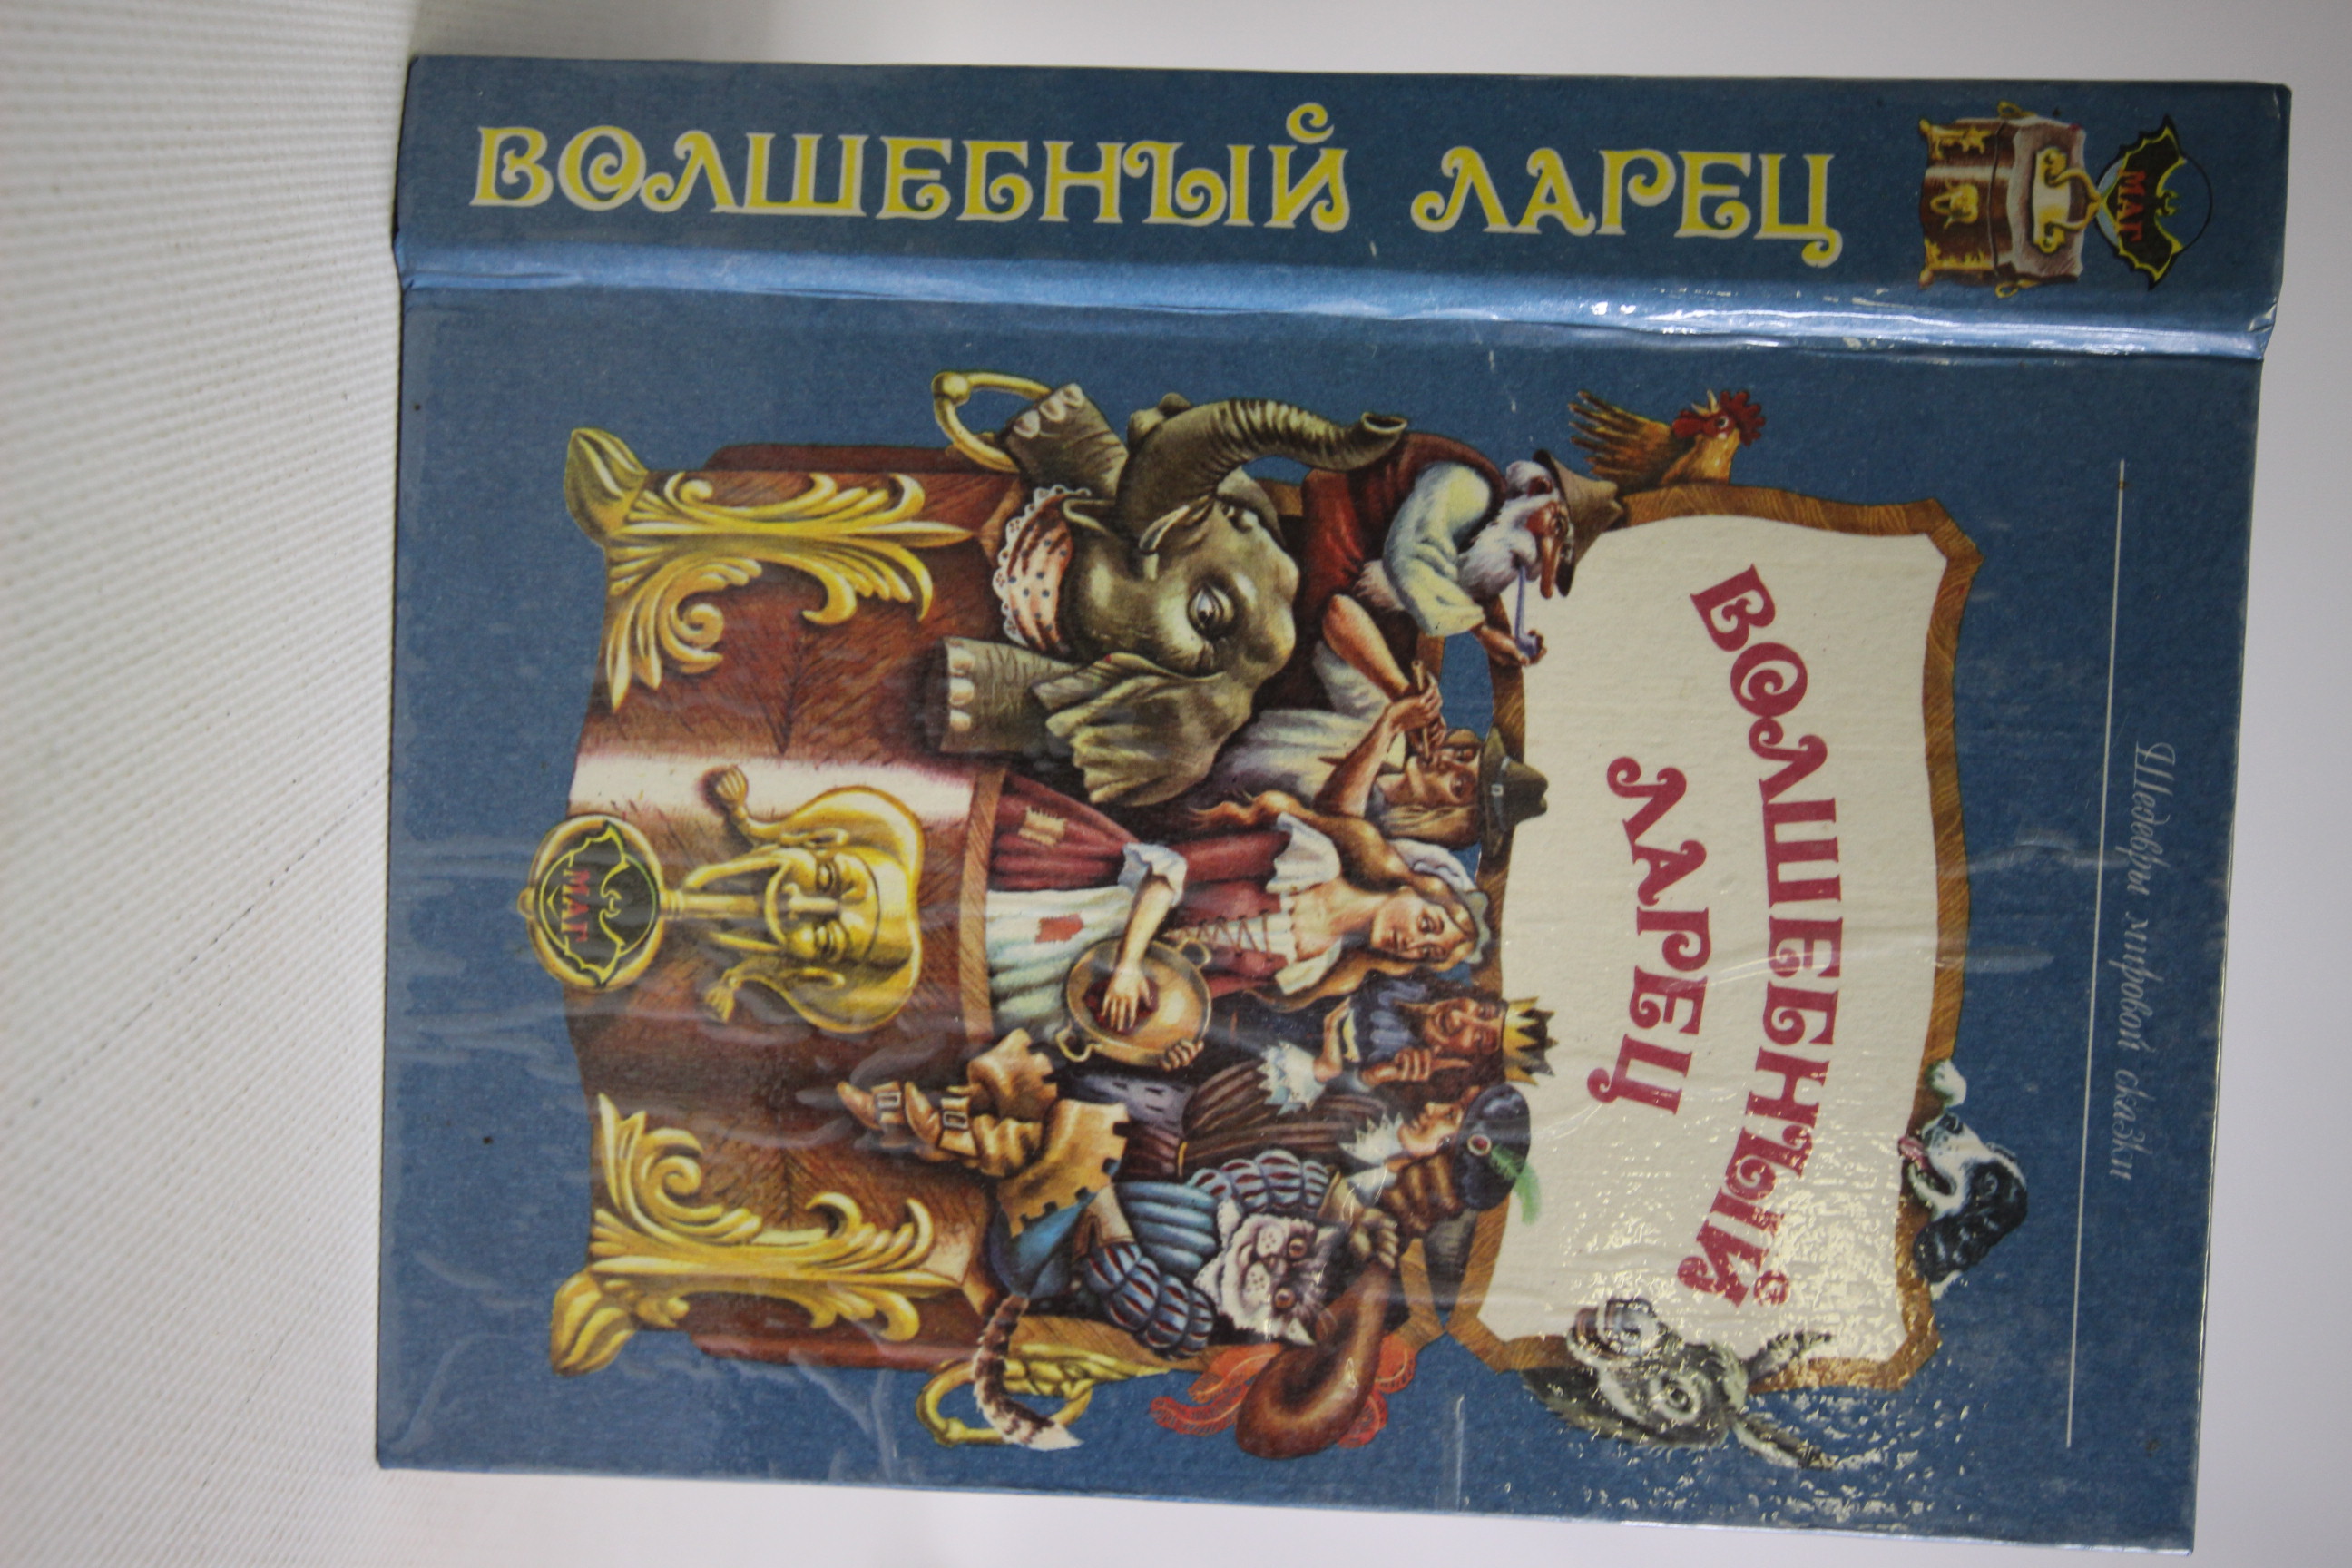 ВОЛШЕБНЫЙ ЛАРЕЦ
МАГ
Шедевры мировой сказки
ВОЛШЕБНЫЙ
ЛАРЕЦ
МАГ